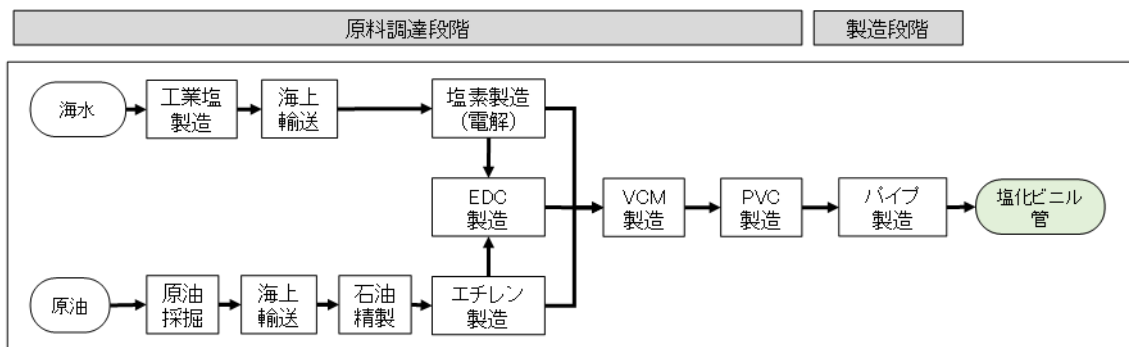 原料調達段階
製造段階
海水
工業塩
製造
海上
輸送
塩素製造
(電解)
EDC
製造
VCM
製造
PVC
製造
パイプ
製造
塩化ビニル
管
原油
原油
採掘
海上
輸送
石油
精製
エチレン
製造